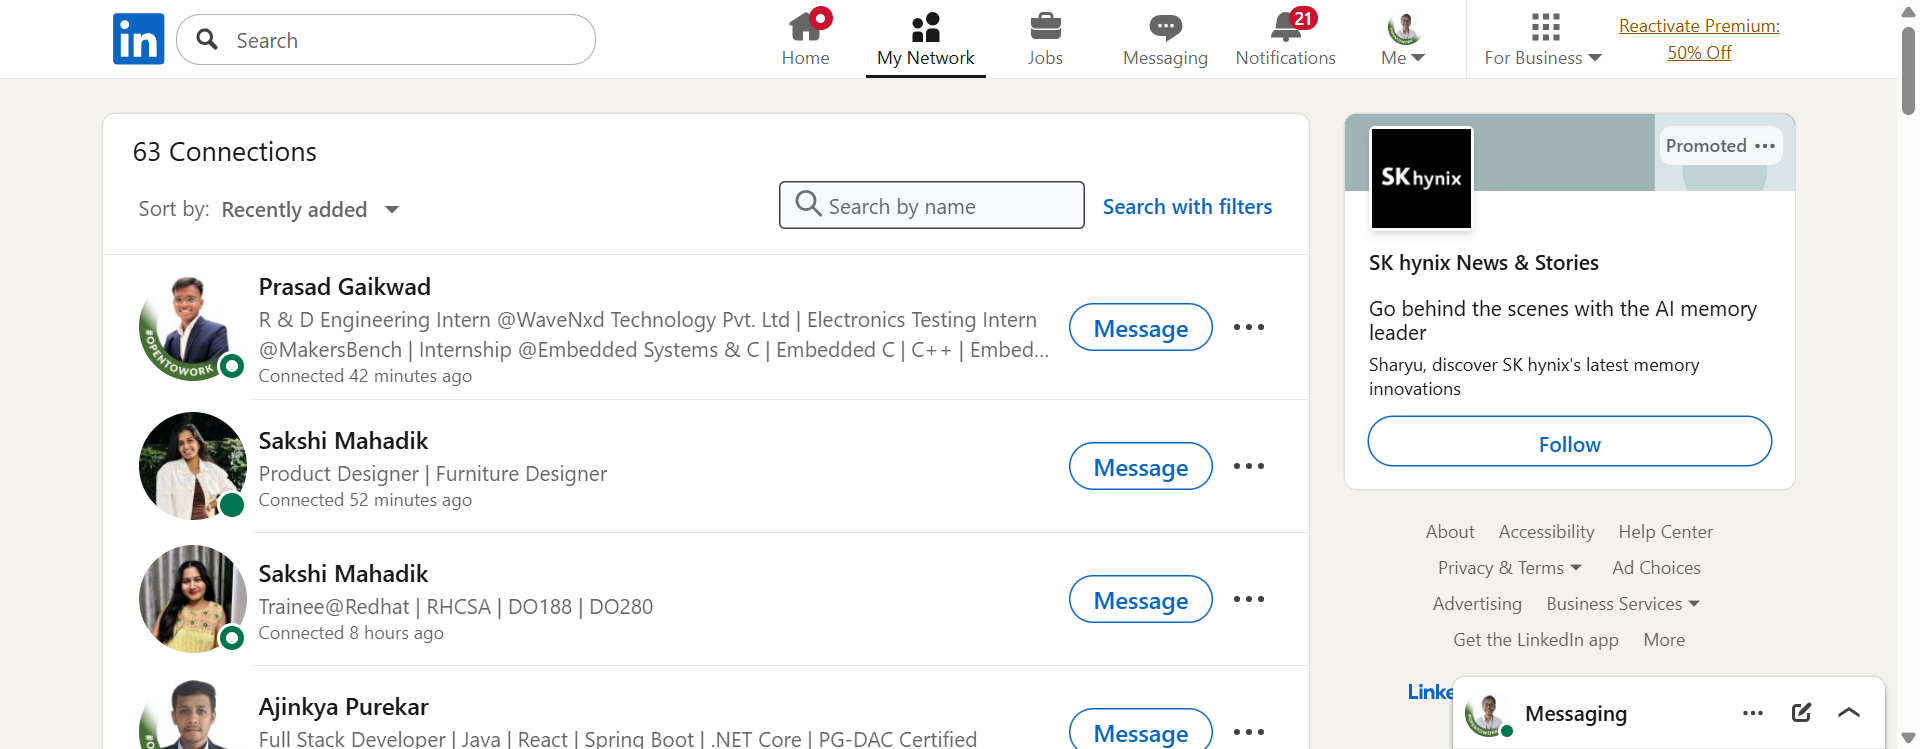 in
Search
Home
My Network
Jobs
Messaging
21
Notifications
Me
For Business
Reactivate Premium:
50% Off
63 Connections
Sort by: Recently added
Search by name
Search with filters
#OPENTOWORK
Prasad Gaikwad
R & D Engineering Intern @WaveNxd Technology Pvt. Ltd | Electronics Testing Intern
@MakersBench | Internship @Embedded Systems & C | Embedded C | C++ | Embed...
Connected 42 minutes ago
Message
Sakshi Mahadik
Product Designer | Furniture Designer
Connected 52 minutes ago
Message
Sakshi Mahadik
Trainee@Redhat | RHCSA | DO188 | DO280
Connected 8 hours ago
Message
Ajinkya Purekar
Full Stack Developer | Java | React | Spring Boot | .NET Core | PG-DAC Certified
Message
Promoted
SK hynix
SK hynix News & Stories
Go behind the scenes with the AI memory
leader
Sharyu, discover SK hynix's latest memory
innovations
Follow
About Accessibility Help Center
Privacy & Terms Ad Choices
Advertising Business Services
Get the LinkedIn app More
Linke
Messaging